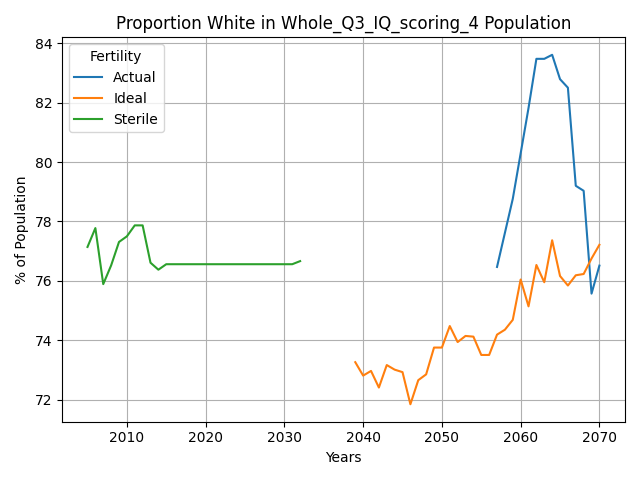 Proportion White in Whole_Q3_IQ_scoring_4 Population
Fertility
Actual
Ideal
Sterile
% of Population
84
82
80
78
76
74
72
2010
2020
2030
2040
2050
2060
2070
Years